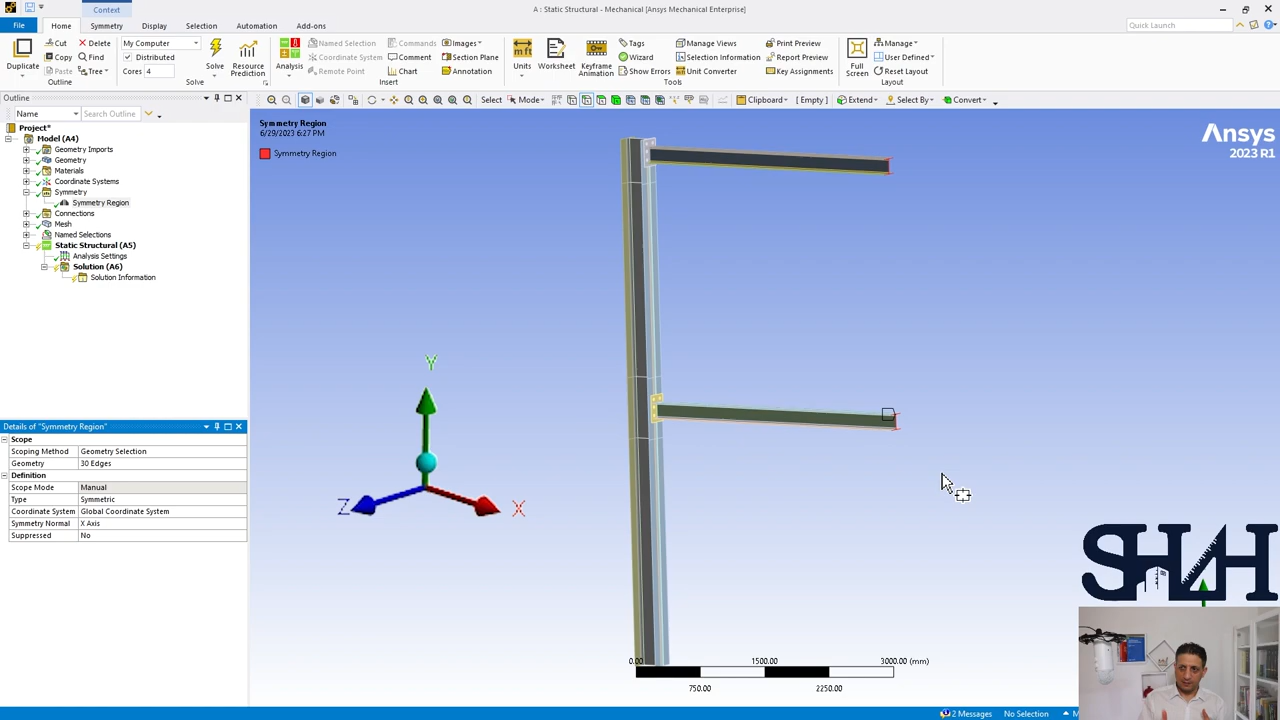 A : Static Structural - Mechanical [Ansys Mechanical Enterprise]
Context
File Home Symmetry Display Selection Automation Add-ons
Quick Launch
Duplicate
Cut
Copy
Paste
Delete
Find
Tree
Outline
My Computer
Distributed
Cores 4
Solve
Resource Prediction
Solve
Analysis
Named Selection
Coordinate System
Remote Point
Commands
Comment
Chart
Images
Section Plane
Annotation
Insert
Units
Worksheet
Keyframe Animation
Tags
Wizard
Show Errors
Manage Views
Selection Information
Unit Converter
Print Preview
Report Preview
Key Assignments
Tools
Full Screen
Manage
User Defined
Reset Layout
Layout
Outline
Select Mode Clipboard [ Empty ] Extend Select By Convert
Name Search Outline
Project*
Model (A4)
Geometry Imports
Geometry
Materials
Coordinate Systems
Symmetry
Symmetry Region
Connections
Mesh
Named Selections
Static Structural (A5)
Analysis Settings
Solution (A6)
Solution Information
Details of "Symmetry Region"
Scope
Scoping Method Geometry Selection
Geometry 30 Edges
Definition
Scope Mode Manual
Type Symmetric
Coordinate System Global Coordinate System
Symmetry Normal X Axis
Suppressed No
Symmetry Region
6/29/2023 6:27 PM
Symmetry Region
Ansys
2023 R1
Y
Z
X
0.00 1500.00 3000.00 (mm)
750.00 2250.00
2 Messages No Selection